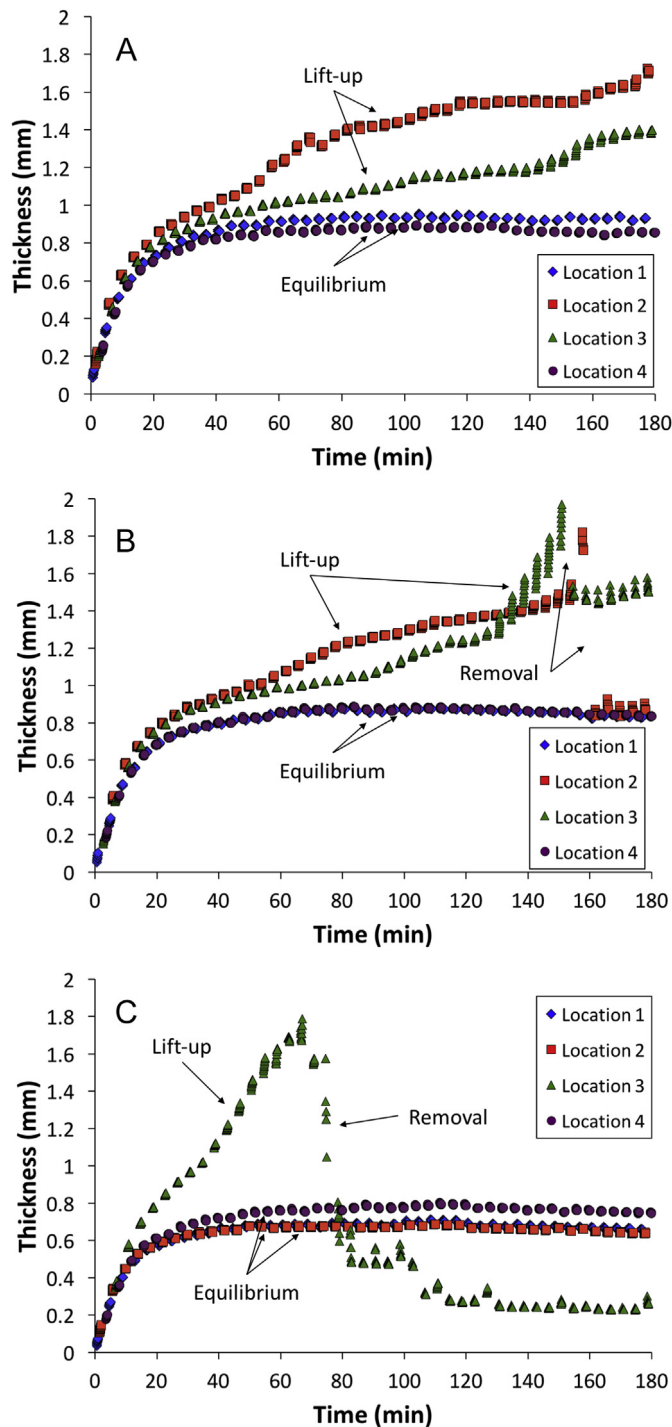 A
Thickness (mm)
2
1.8
1.6
1.4
1.2
1
0.8
0.6
0.4
0.2
0
Lift-up
Equilibrium
Location 1
Location 2
Location 3
Location 4
0 20 40 60 80 100 120 140 160 180
Time (min)
B
Thickness (mm)
2
1.8
1.6
1.4
1.2
1
0.8
0.6
0.4
0.2
0
Lift-up
Removal
Equilibrium
Location 1
Location 2
Location 3
Location 4
0 20 40 60 80 100 120 140 160 180
Time (min)
C
Thickness (mm)
2
1.8
1.6
1.4
1.2
1
0.8
0.6
0.4
0.2
0
Lift-up
Removal
Equilibrium
Location 1
Location 2
Location 3
Location 4
0 20 40 60 80 100 120 140 160 180
Time (min)